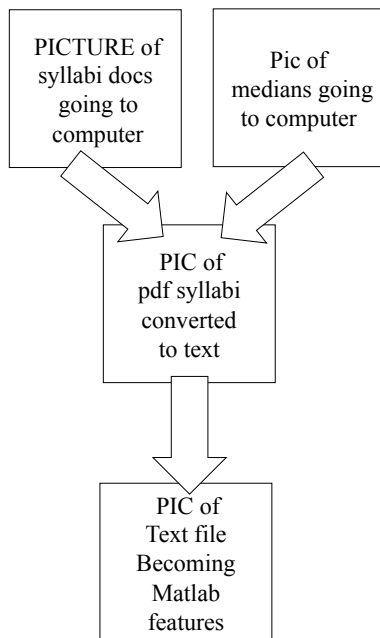 PICTURE of
syllabi docs
going to
computer
Pic of
medians going
to computer
PIC of
pdf syllabi
converted
to text
PIC of
Text file
Becoming
Matlab
features